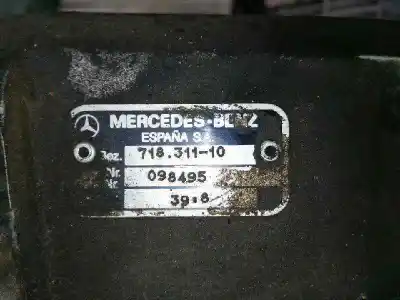 MERCEDES-BENZ
ESPAÑA S.A.
Bez. 718.311-10
Nr. 098495
Nr. 39.8